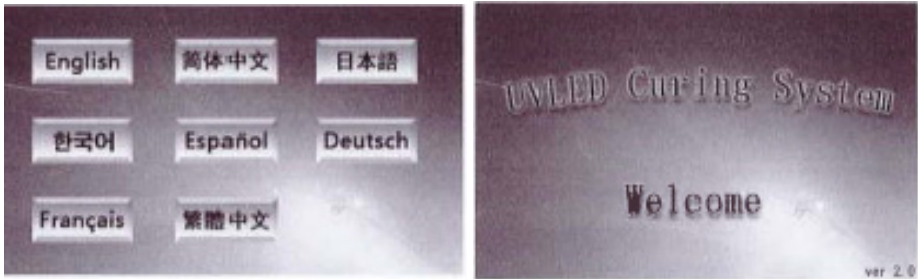 English 简体中文 日本語
한국어 Español Deutsch
Français 繁體中文
UVLED Curing System
Welcome
ver 2.0